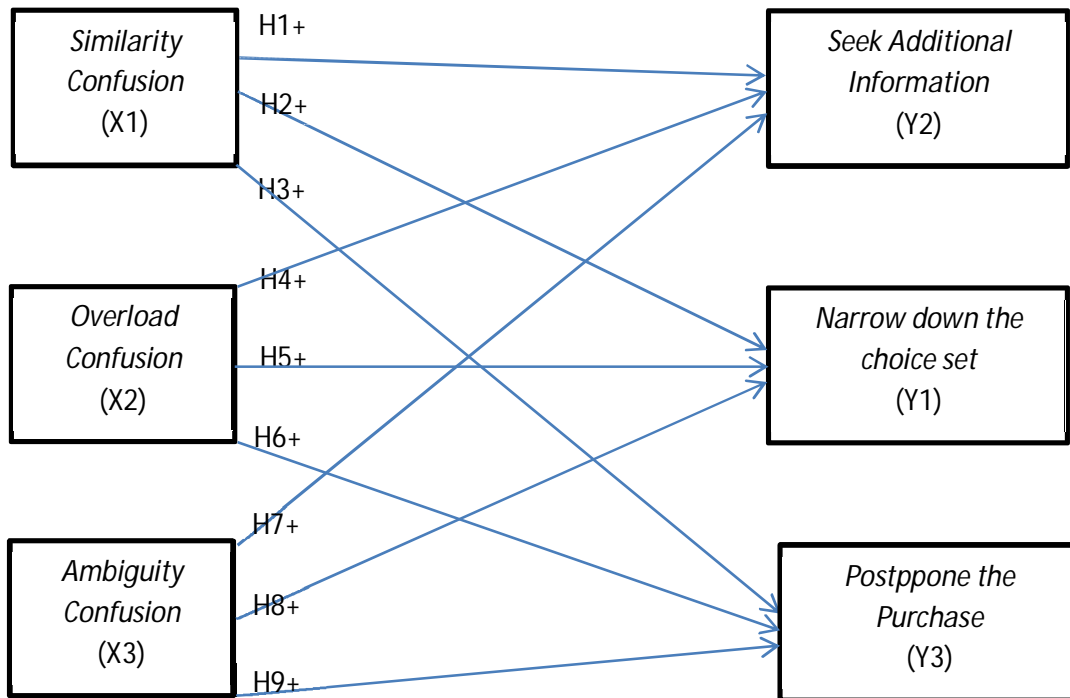 Similarity
Confusion
(X1)
H1+
H2+
H3+
Seek Additional
Information
(Y2)
Overload
Confusion
(X2)
H4+
H5+
H6+
Narrow down the
choice set
(Y1)
Ambiguity
Confusion
(X3)
H7+
H8+
H9+
Postppone the
Purchase
(Y3)